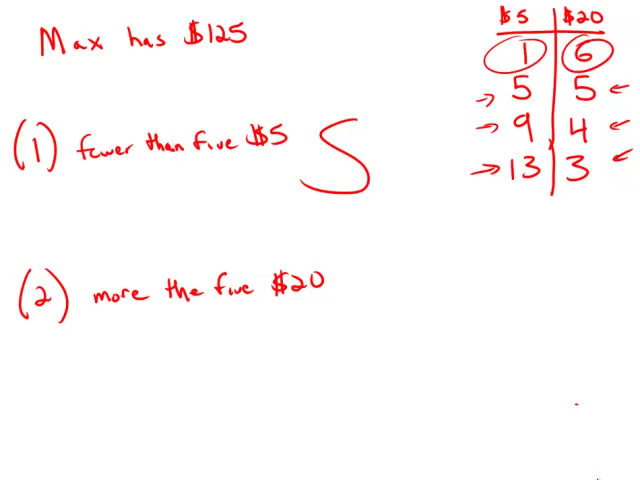 Max has $125
$5 $20
1 6
5 5
9 4
13 3
(1) fewer than five $5 S
(2) more the five $20